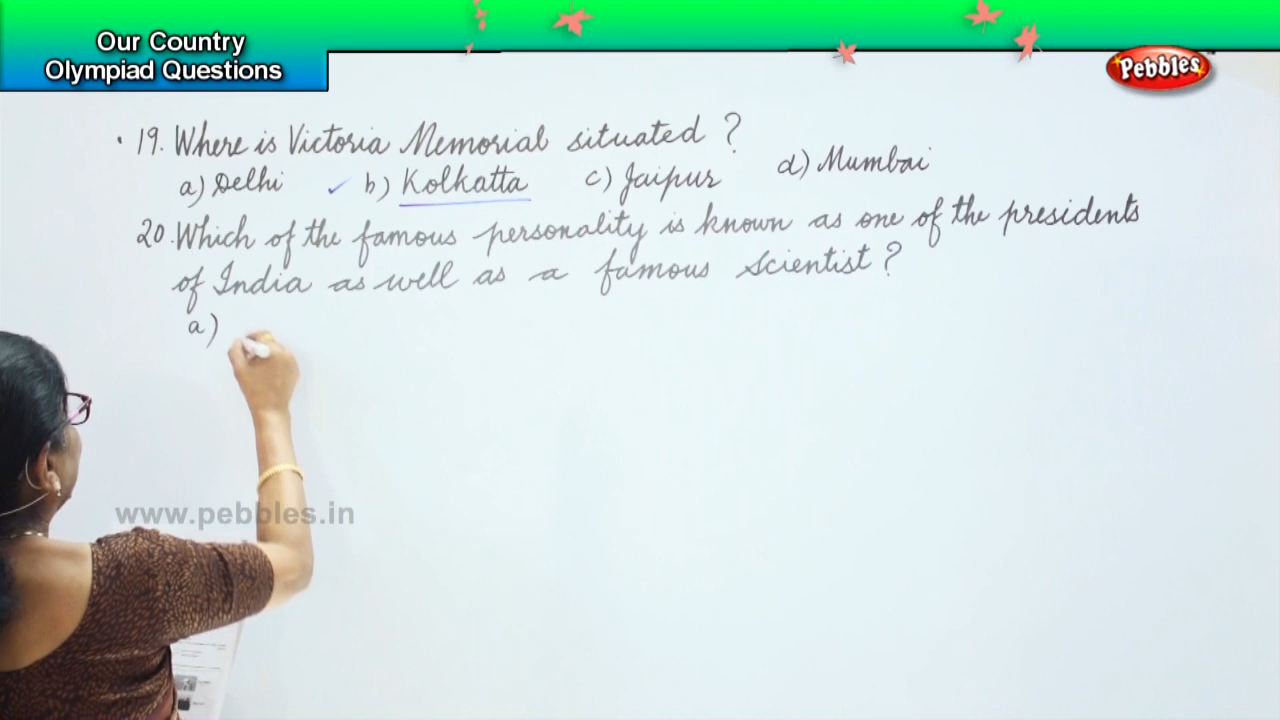 Our Country
Olympiad Questions
Pebbles
19. Where is Victoria Memorial situated ?
a) Delhi b) Kolkatta c) Jaipur d) Mumbai
20. Which of the famous personality is known as one of the presidents
of India as well as a famous scientist ?
a)
www.pebbles.in